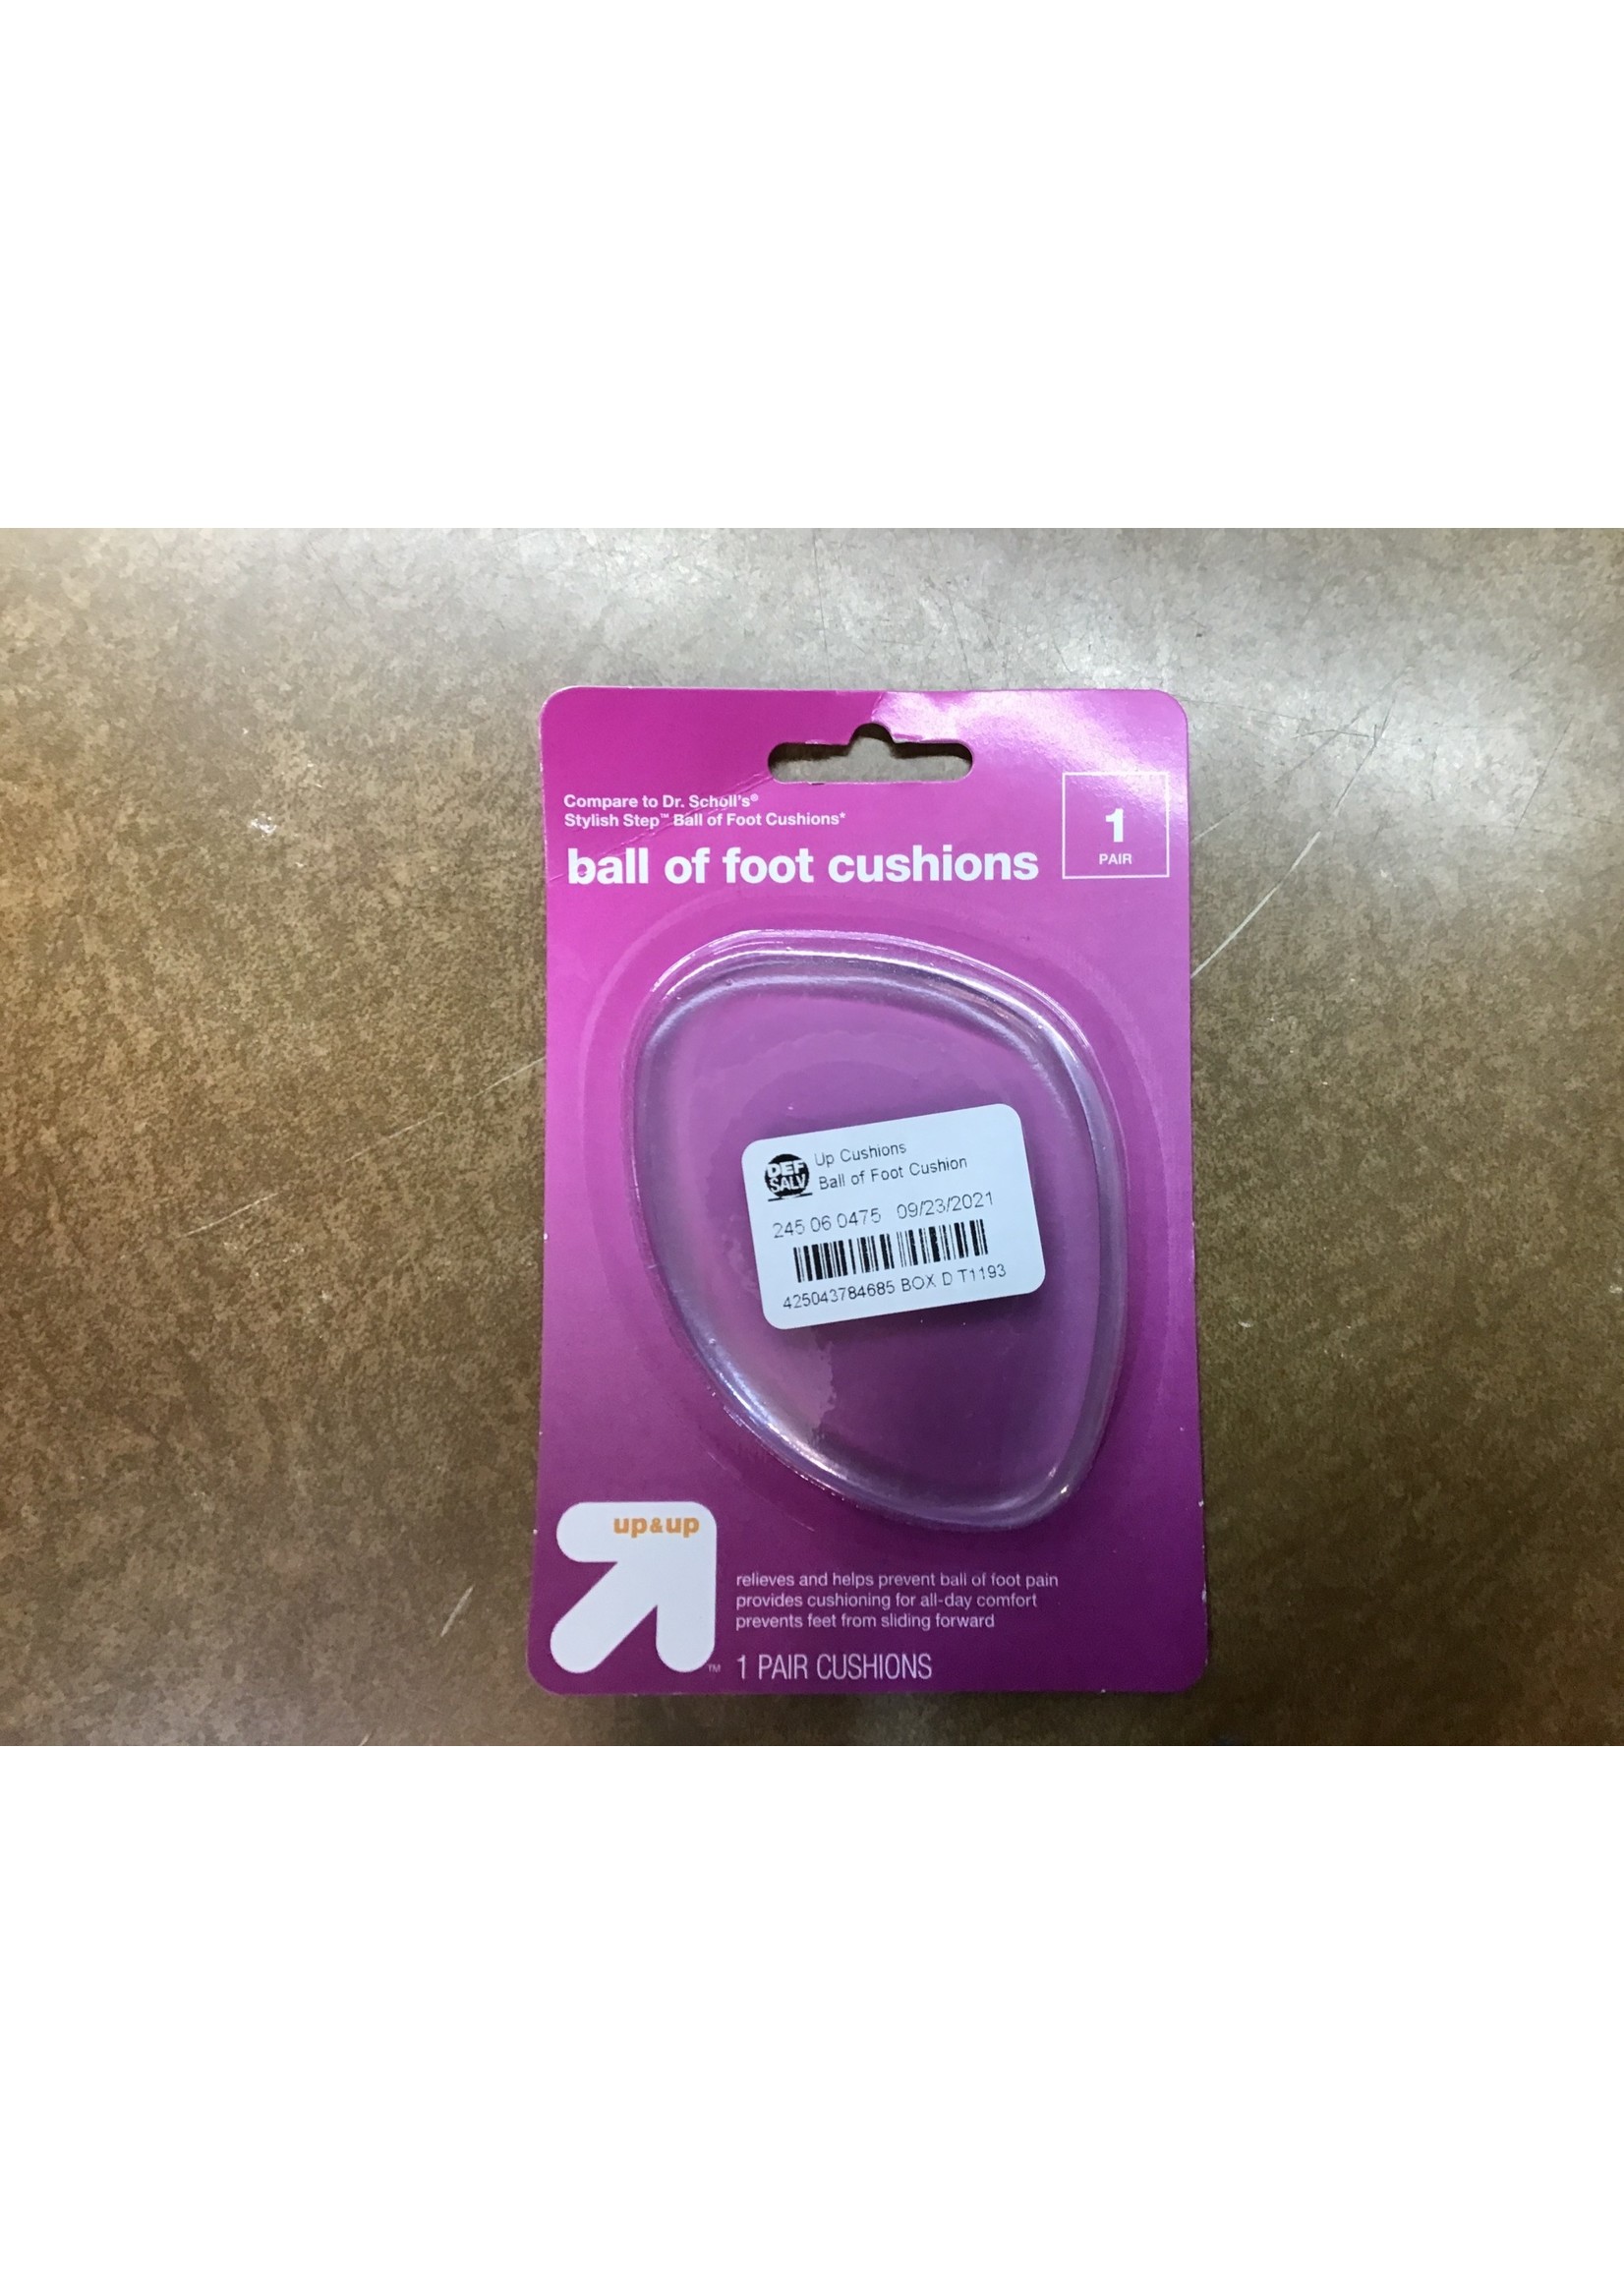 Compare to Dr. Scholl's®
Stylish Step™ Ball of Foot Cushions*
ball of foot cushions
1
PAIR
DEF
SALV
Up Cushions
Ball of Foot Cushion
245 06 0475 09/23/2021
425043784685 BOX D T1193
up&up
relieves and helps prevent ball of foot pain
provides cushioning for all-day comfort
prevents feet from sliding forward
™ 1 PAIR CUSHIONS